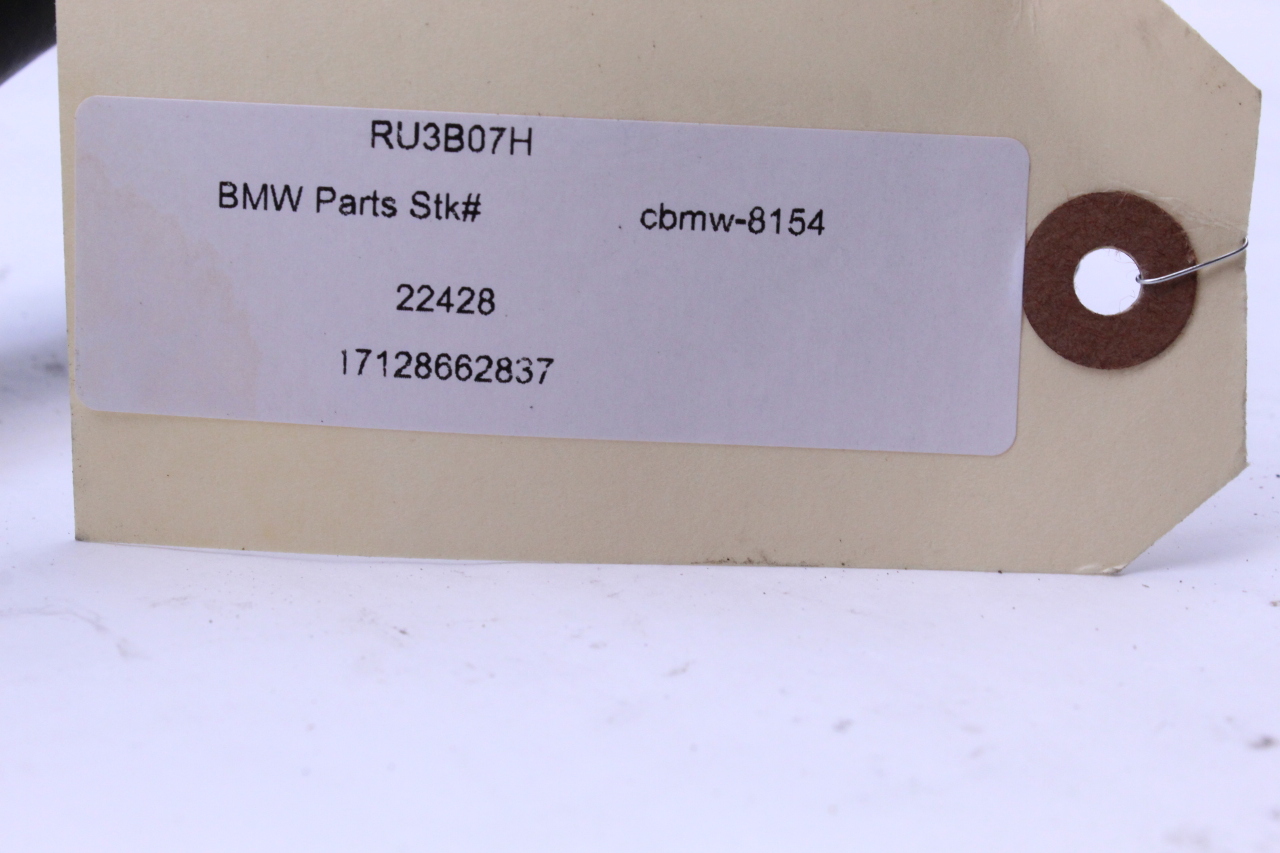 RU3B07H
BMW Parts Stk# cbmw-8154
22428
17128662837